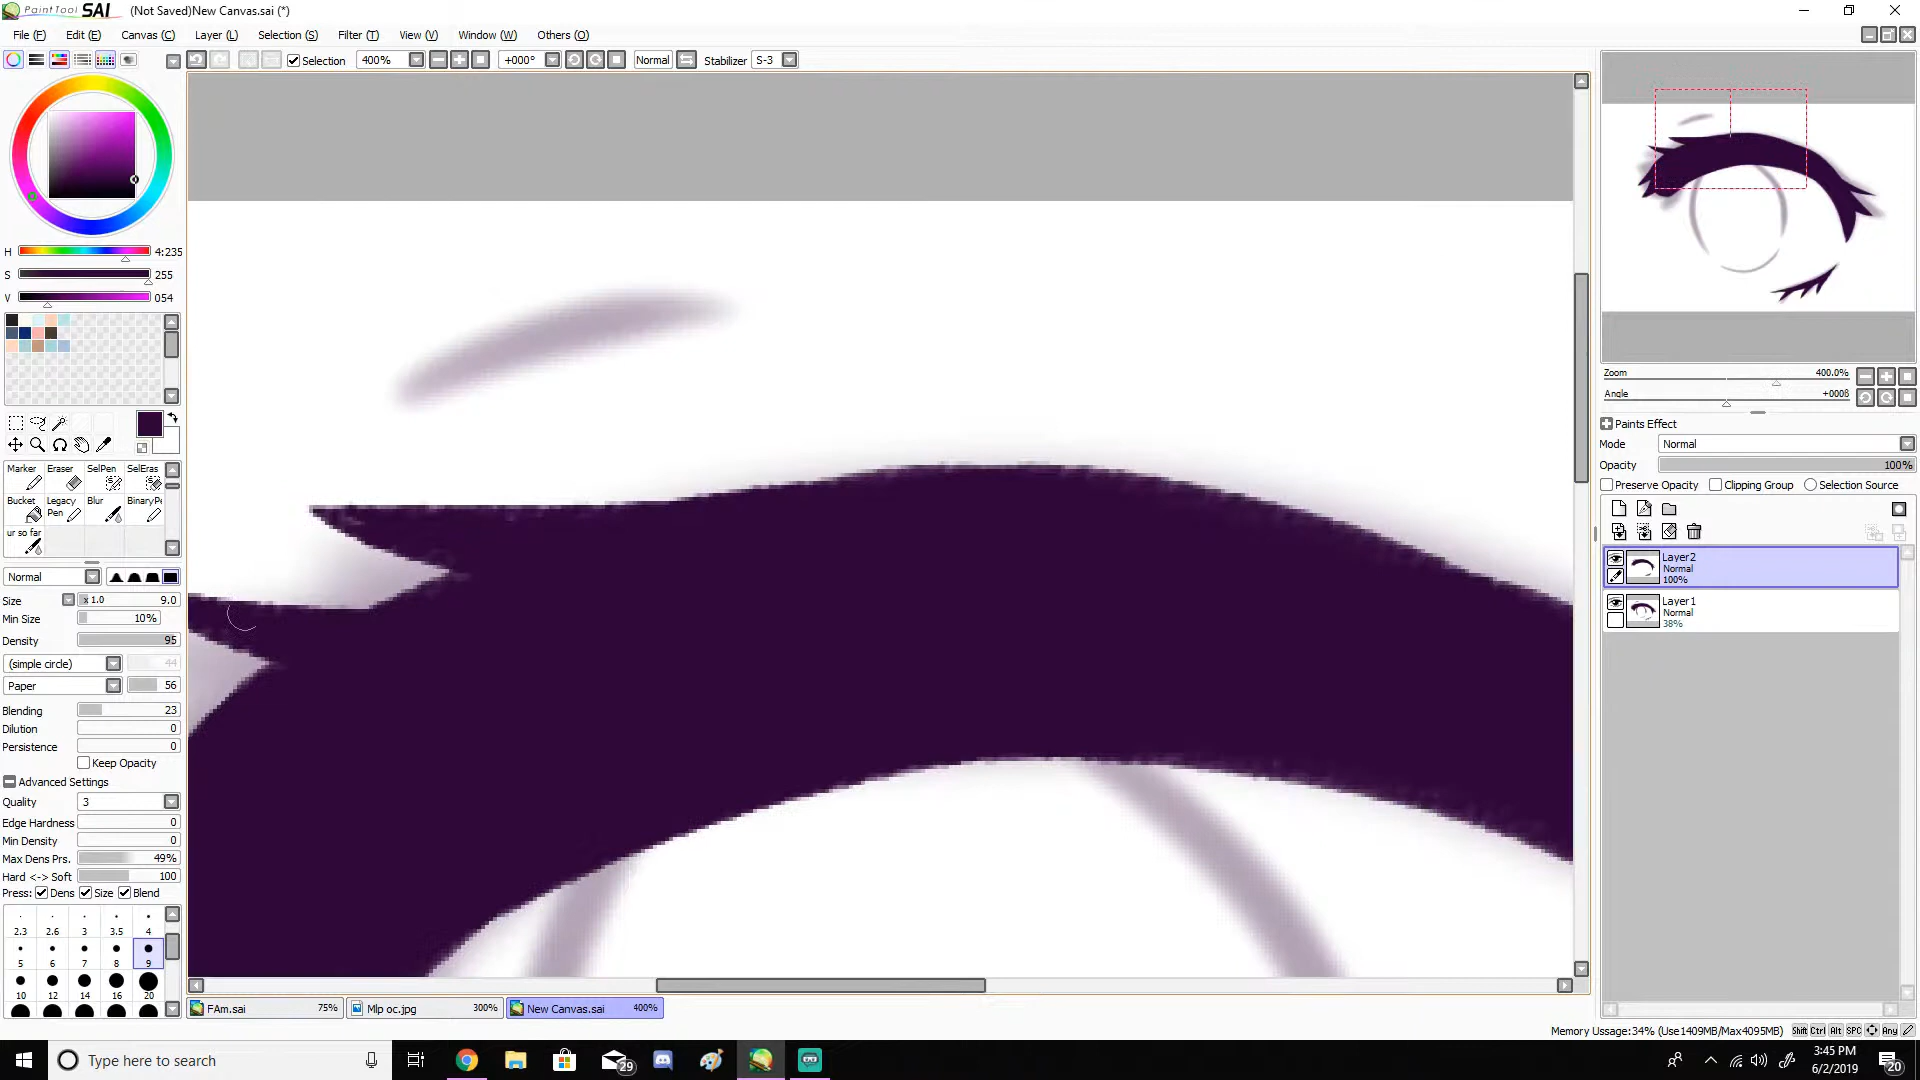 PaintTool SAI (Not Saved)New Canvas.sai (*)
File (F) Edit (E) Canvas (C) Layer (L) Selection (S) Filter (T) View (V) Window (W) Others (O)
Selection 400% +000° Normal Stabilizer S-3
H 4:235
S 255
V 054
Marker Eraser SelPen SelEras
Bucket Legacy Pen Blur BinaryPe
ur so far
Normal
Size x 1.0 9.0
Min Size 10%
Density 95
(simple circle) 44
Paper 56
Blending 23
Dilution 0
Persistence 0
Keep Opacity
Advanced Settings
Quality 3
Edge Hardness 0
Min Density 0
Max Dens Prs. 49%
Hard <-> Soft 100
Press: Dens Size Blend
2.3 2.6 3 3.5 4
5 6 7 8 9
10 12 14 16 20
FAm.sai 75% Mlp oc.jpg 300% New Canvas.sai 400%
Zoom 400.0%
Angle +000ß
Paints Effect
Mode Normal
Opacity 100%
Preserve Opacity Clipping Group Selection Source
Layer2
Normal
100%
Layer1
Normal
38%
Memory Ussage:34% (Use1409MB/Max4095MB) Shift Ctrl Alt SPC Any
Type here to search
29
3:45 PM
6/2/2019
20